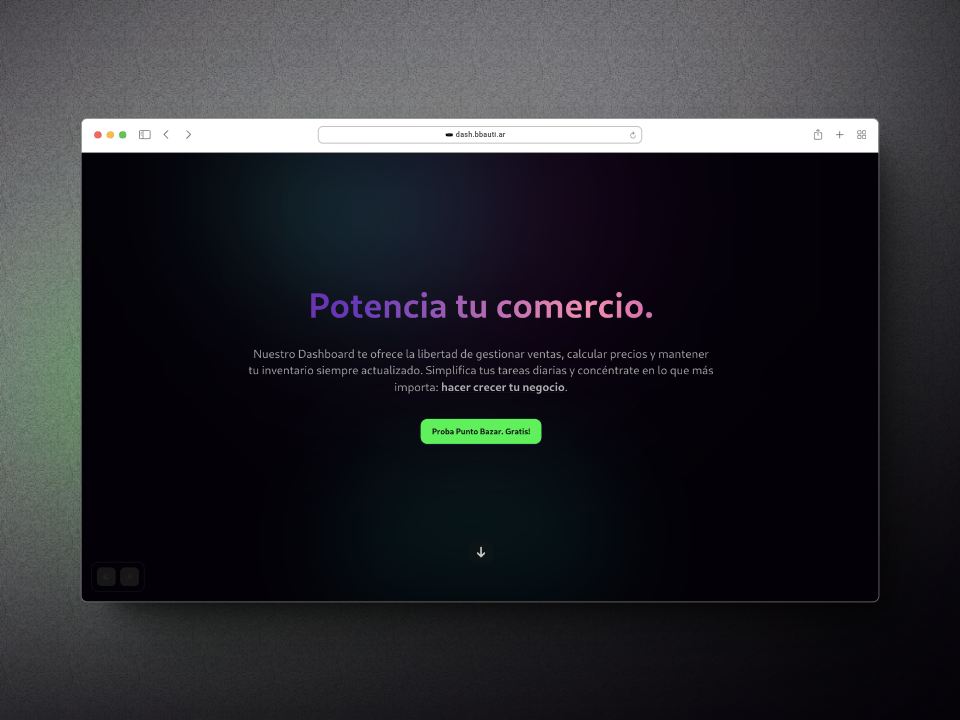 dash.bbauti.ar
Potencia tu comercio.
Nuestro Dashboard te ofrece la libertad de gestionar ventas, calcular precios y mantener
tu inventario siempre actualizado. Simplifica tus tareas diarias y concéntrate en lo que más
importa: hacer crecer tu negocio.
Proba Punto Bazar. Gratis!